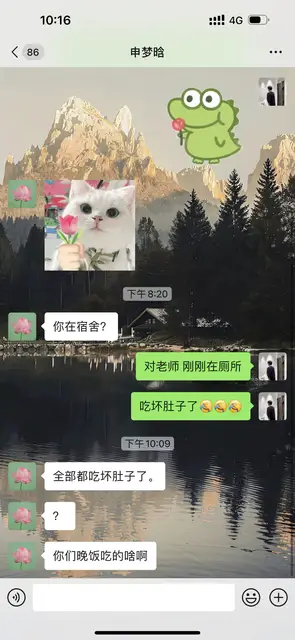 10:16
4G
86
申梦晗
下午8:20
你在宿舍?
对老师 刚刚在厕所
吃坏肚子了😭😭😭
下午10:09
全部都吃坏肚子了。
?
你们晚饭吃的啥啊